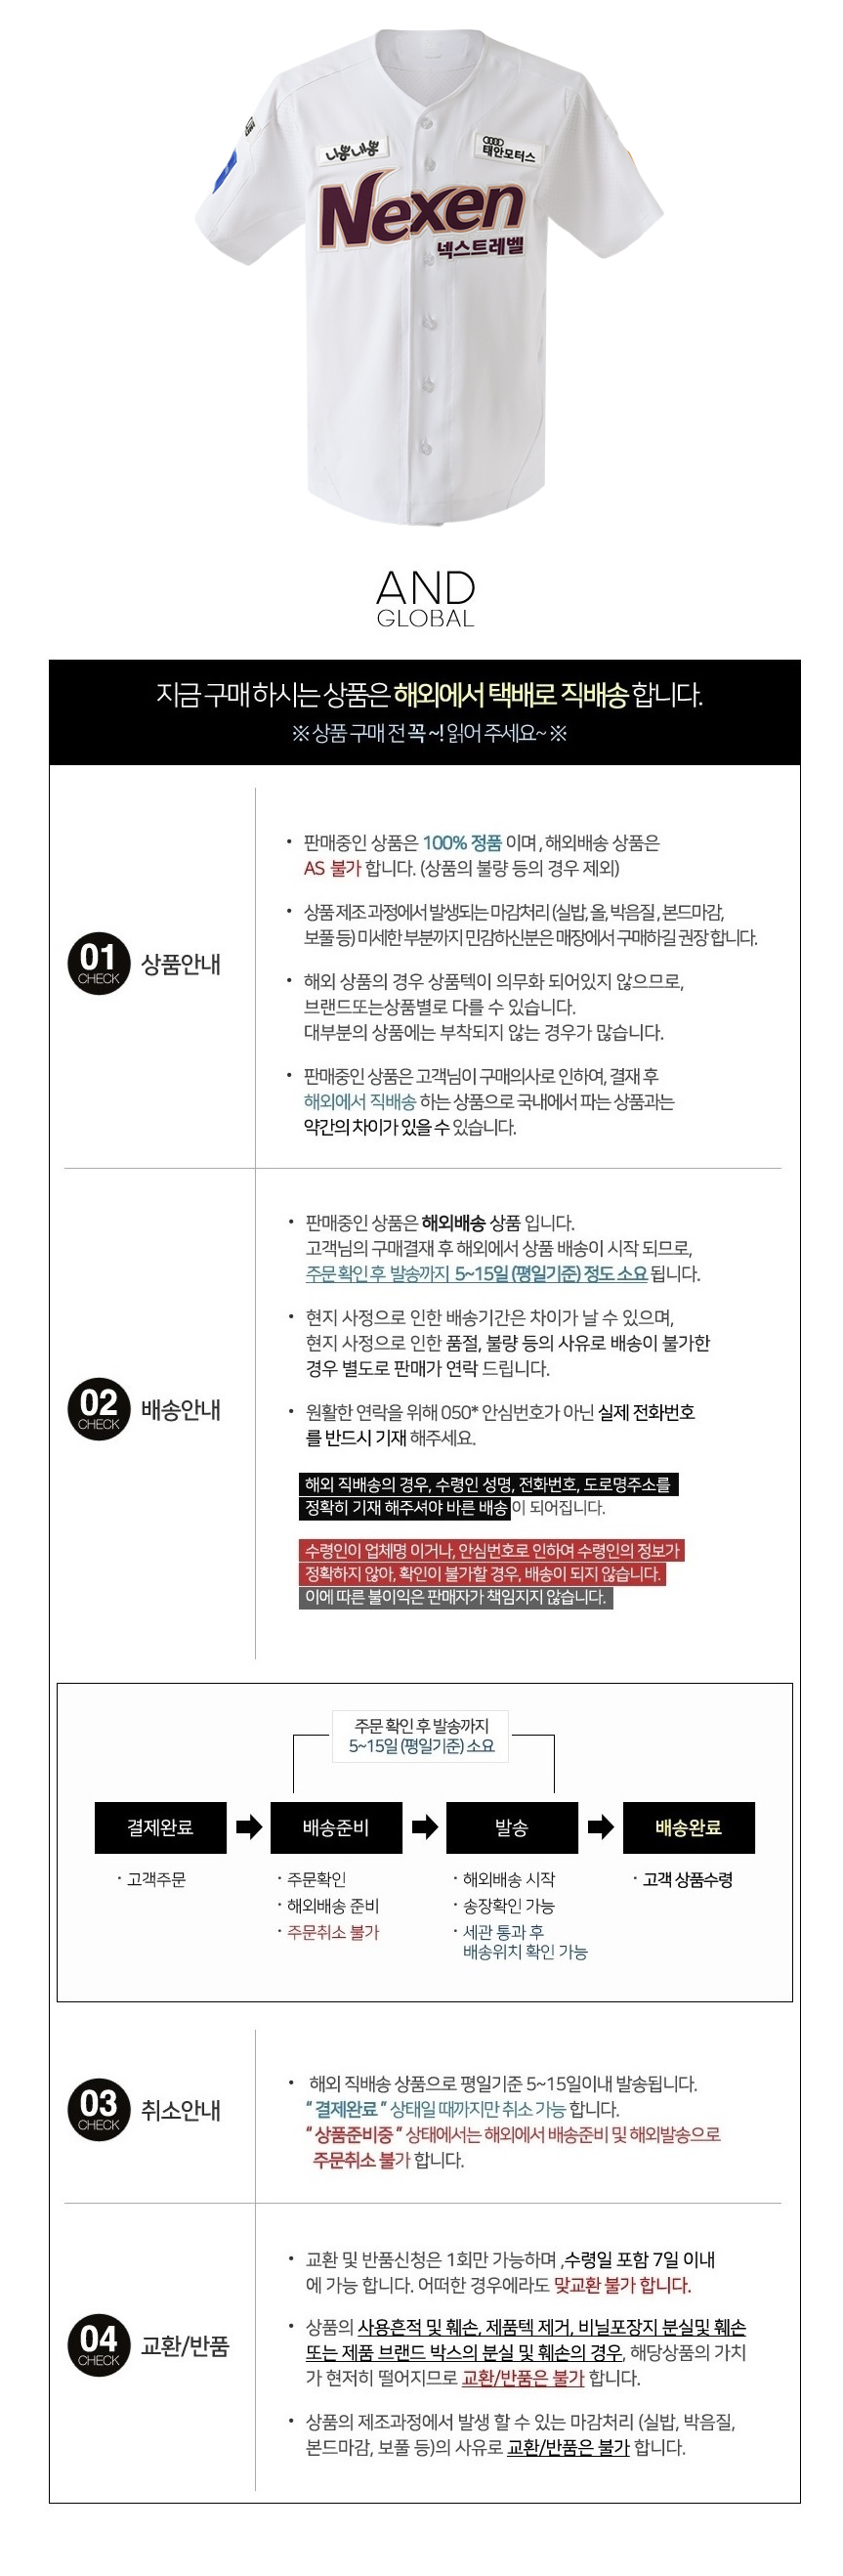 나뽕내뽕
태안모터스
Nexen
넥스트레벨
AND
GLOBAL
지금 구매 하시는 상품은 해외에서 택배로 직배송 합니다.
※ 상품 구매 전 꼭 ~! 읽어 주세요~ ※
01
CHECK
상품안내
• 판매중인 상품은 100% 정품 이며, 해외배송 상품은
AS 불가 합니다. (상품의 불량 등의 경우 제외)
• 상품 제조 과정에서 발생되는 마감처리 (실밥, 올, 박음질, 본드마감,
보풀 등) 미세한 부분까지 민감하신분은 매장에서 구매하길 권장 합니다.
• 해외 상품의 경우 상품텍이 의무화 되어있지 않으므로,
브랜드또는상품별로 다를 수 있습니다.
대부분의 상품에는 부착되지 않는 경우가 많습니다.
• 판매중인 상품은 고객님이 구매의사로 인하여, 결재 후
해외에서 직배송 하는 상품으로 국내에서 파는 상품과는
약간의 차이가 있을 수 있습니다.
02
CHECK
배송안내
• 판매중인 상품은 해외배송 상품 입니다.
고객님의 구매결재 후 해외에서 상품 배송이 시작 되므로,
주문 확인 후 발송까지 5~15일 (평일기준) 정도 소요 됩니다.
• 현지 사정으로 인한 배송기간은 차이가 날 수 있으며,
현지 사정으로 인한 품절, 불량 등의 사유로 배송이 불가한
경우 별도로 판매가 연락 드립니다.
• 원활한 연락을 위해 050* 안심번호가 아닌 실제 전화번호
를 반드시 기재 해주세요.
해외 직배송의 경우, 수령인 성명, 전화번호, 도로명주소를
정확히 기재 해주셔야 바른 배송이 되어집니다.
수령인이 업체명 이거나, 안심번호로 인하여 수령인의 정보가
정확하지 않아, 확인이 불가할 경우, 배송이 되지 않습니다.
이에 따른 불이익은 판매자가 책임지지 않습니다.
주문 확인 후 발송까지
5~15일 (평일기준) 소요
결제완료
배송준비
발송
배송완료
· 고객주문
· 주문확인
· 해외배송 준비
· 주문취소 불가
· 해외배송 시작
· 송장확인 가능
· 세관 통과 후
배송위치 확인 가능
· 고객 상품수령
03
CHECK
취소안내
• 해외 직배송 상품으로 평일기준 5~15일이내 발송됩니다.
" 결제완료 " 상태일 때까지만 취소 가능 합니다.
" 상품준비중 " 상태에서는 해외에서 배송준비 및 해외발송으로
주문취소 불가 합니다.
04
CHECK
교환/반품
• 교환 및 반품신청은 1회만 가능하며 ,수령일 포함 7일 이내
에 가능 합니다. 어떠한 경우에라도 맞교환 불가 합니다.
• 상품의 사용흔적 및 훼손, 제품텍 제거, 비닐포장지 분실및 훼손
또는 제품 브랜드 박스의 분실 및 훼손의 경우, 해당상품의 가치
가 현저히 떨어지므로 교환/반품은 불가 합니다.
• 상품의 제조과정에서 발생 할 수 있는 마감처리 (실밥, 박음질,
본드마감, 보풀 등)의 사유로 교환/반품은 불가 합니다.